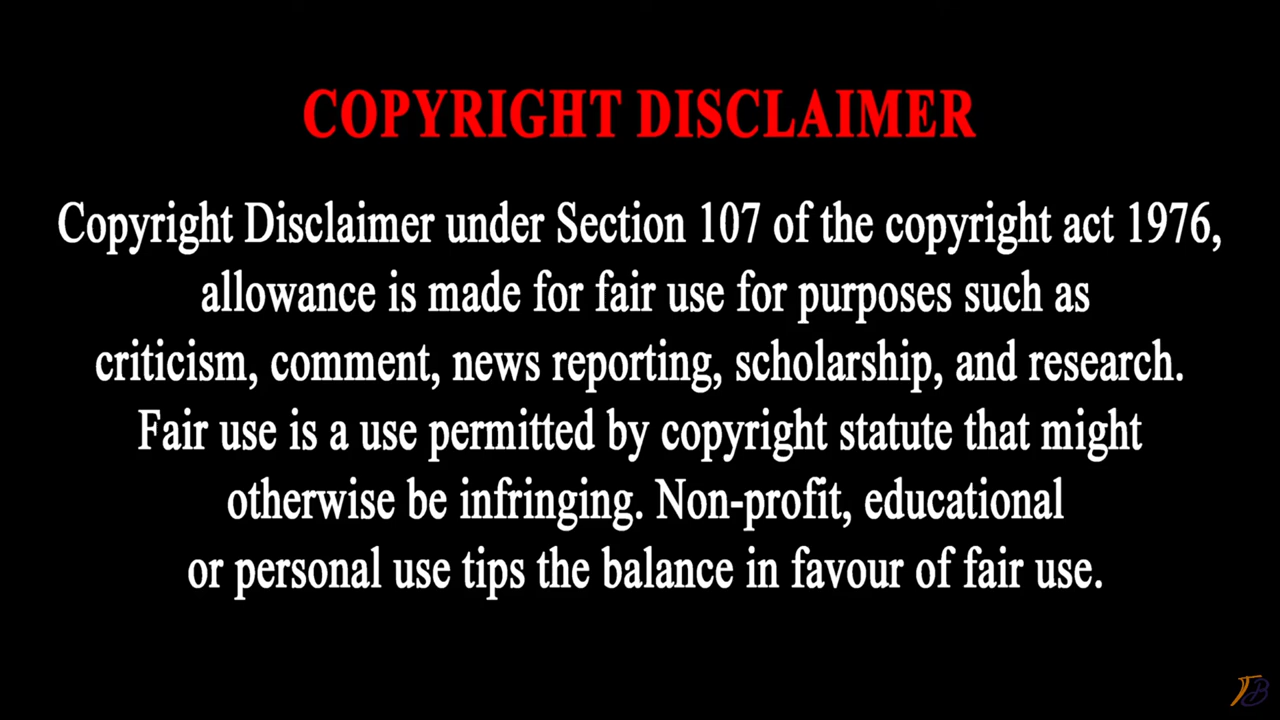 COPYRIGHT DISCLAIMER
Copyright Disclaimer under Section 107 of the copyright act 1976,
allowance is made for fair use for purposes such as
criticism, comment, news reporting, scholarship, and research.
Fair use is a use permitted by copyright statute that might
otherwise be infringing. Non-profit, educational
or personal use tips the balance in favour of fair use.
TB